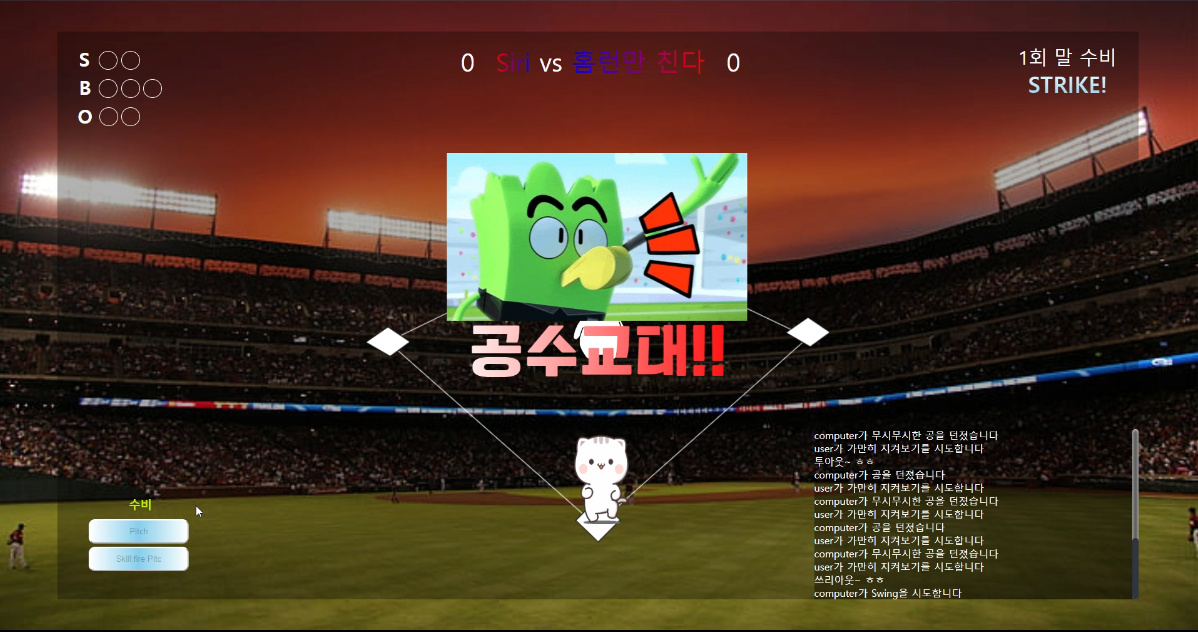 S
B
O
0 Siri vs 홈런만 친다 0
1회 말 수비
STRIKE!
공수교대!!
수비
Pitch
Skill:fire Pitc
computer가 무시무시한 공을 던졌습니다
user가 가만히 지켜보기를 시도합니다
투아웃~ ㅎㅎ
computer가 공을 던졌습니다
user가 가만히 지켜보기를 시도합니다
computer가 무시무시한 공을 던졌습니다
user가 가만히 지켜보기를 시도합니다
computer가 공을 던졌습니다
user가 가만히 지켜보기를 시도합니다
computer가 무시무시한 공을 던졌습니다
user가 가만히 지켜보기를 시도합니다
쓰리아웃~ ㅎㅎ
computer가 Swing을 시도합니다